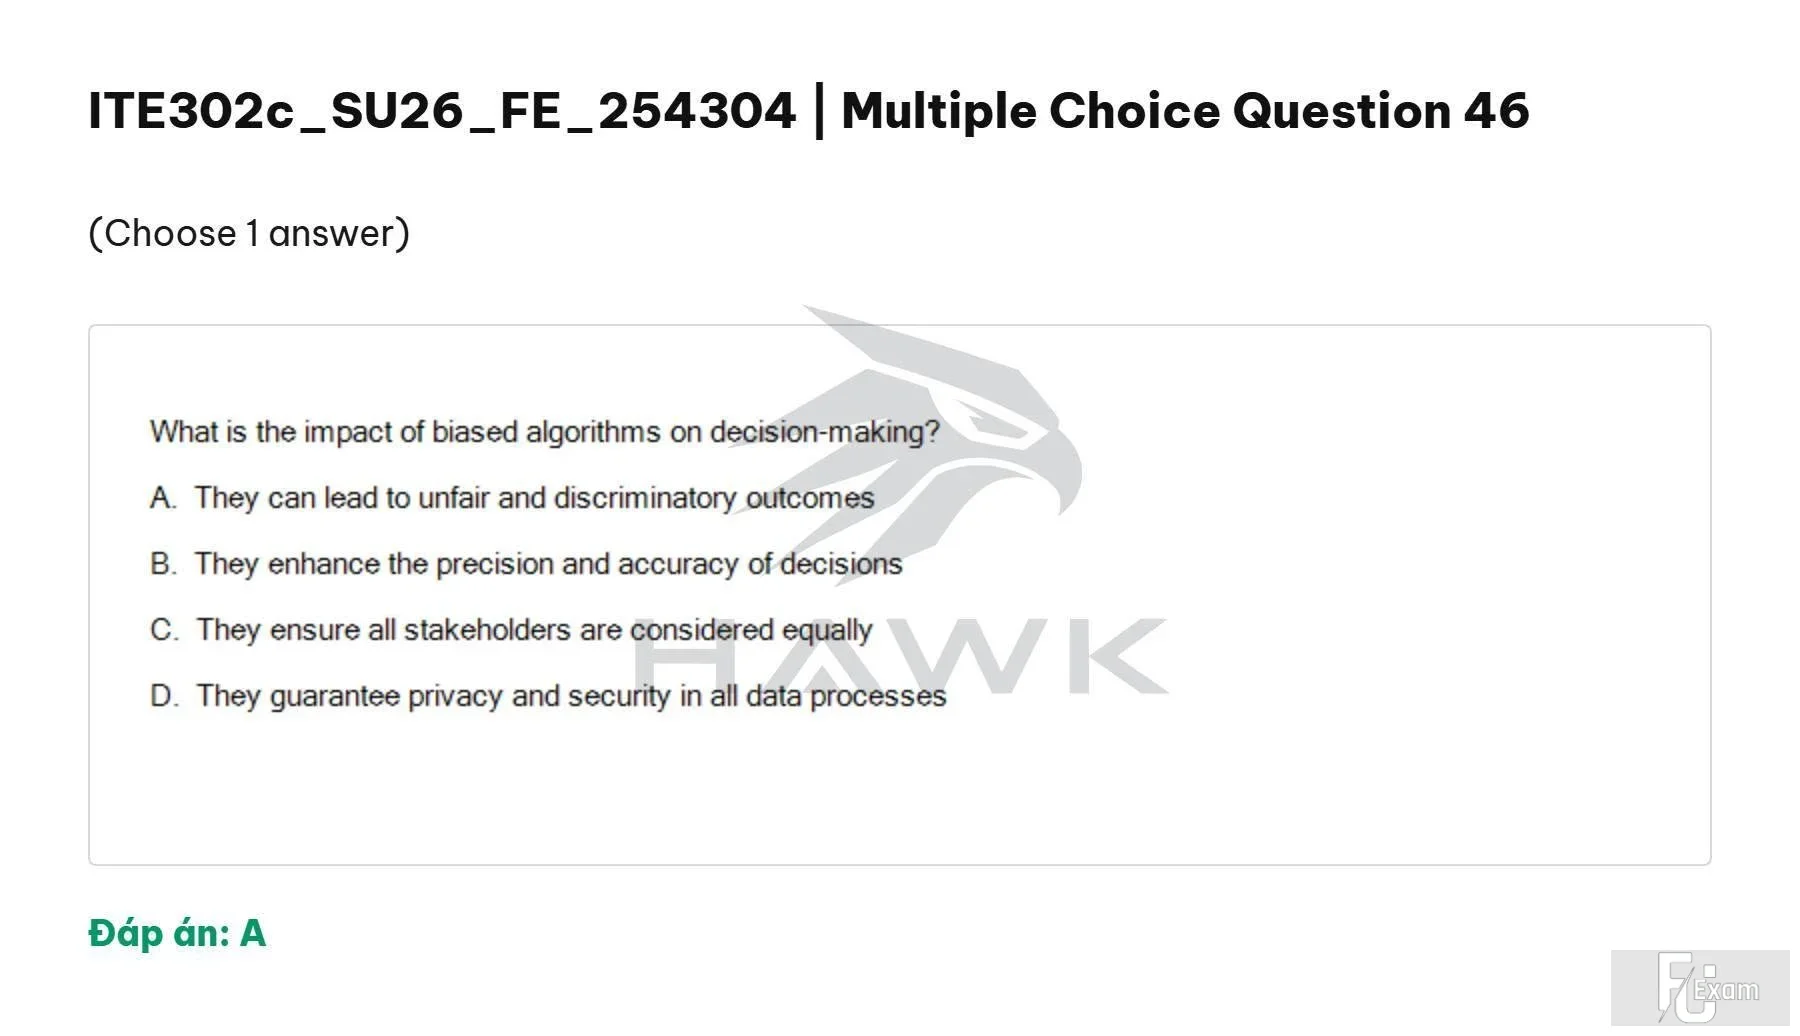 ITE302c_SU26_FE_254304 | Multiple Choice Question 46
(Choose 1 answer)
What is the impact of biased algorithms on decision-making?
A. They can lead to unfair and discriminatory outcomes
B. They enhance the precision and accuracy of decisions
C. They ensure all stakeholders are considered equally
D. They guarantee privacy and security in all data processes
HAWK
Đáp án: A
FU Exam